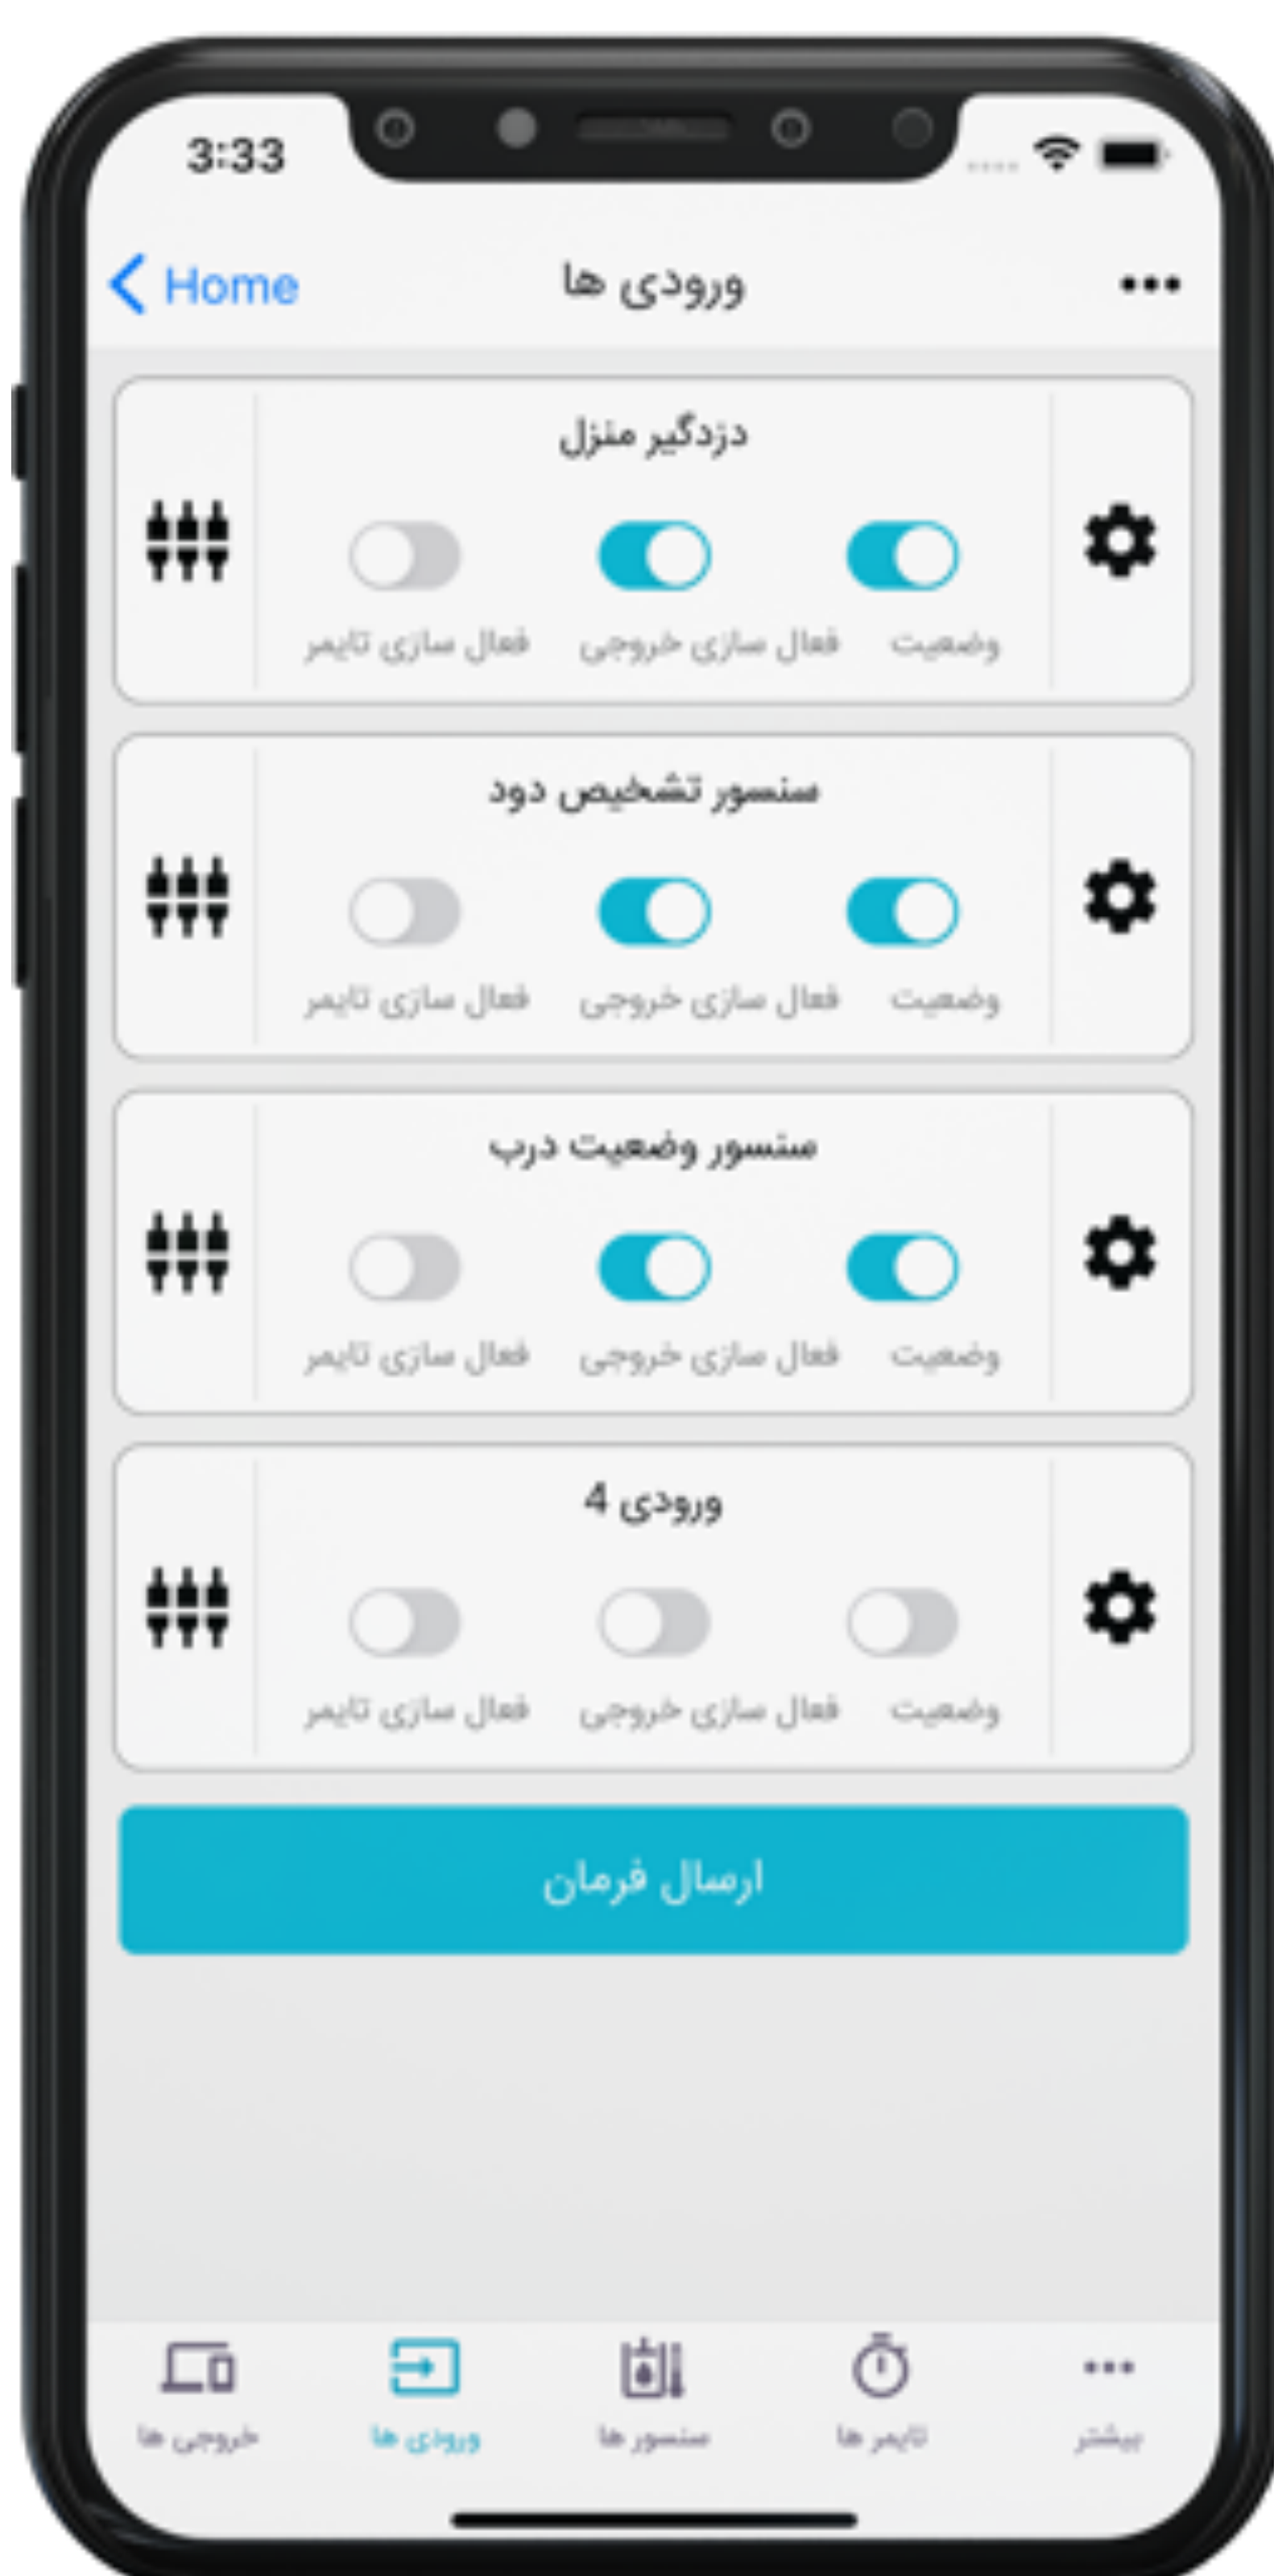 3:33
Home
ورودی ها
دزدگیر منزل
وضعیت فعال سازی خروجی فعال سازی تایمر
سنسور تشخیص دود
وضعیت فعال سازی خروجی فعال سازی تایمر
سنسور وضعیت درب
وضعیت فعال سازی خروجی فعال سازی تایمر
ورودی 4
وضعیت فعال سازی خروجی فعال سازی تایمر
ارسال فرمان
بیشتر تایمر ها سنسور ها ورودی ها خروجی ها